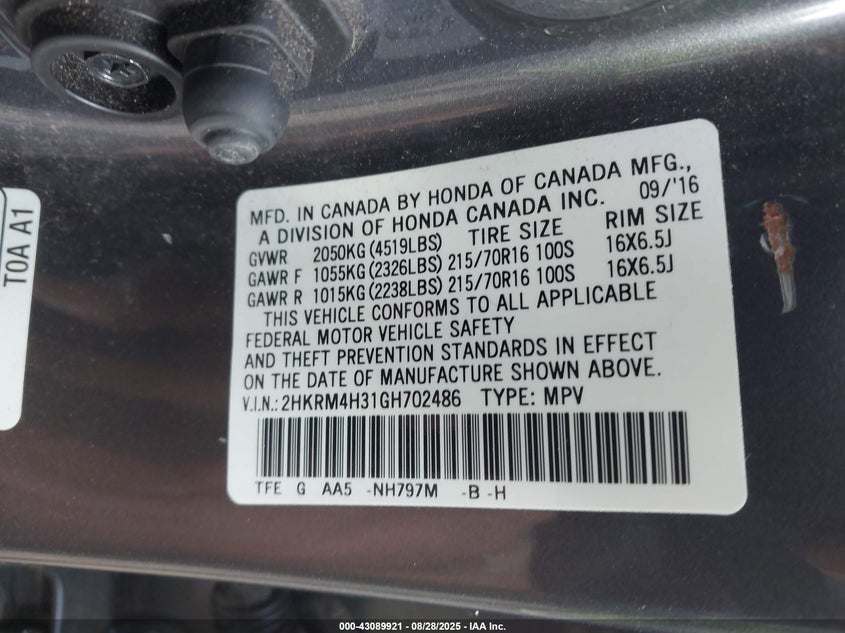 MFD. IN CANADA BY HONDA OF CANADA MFG.,
A DIVISION OF HONDA CANADA INC. 09/'16
GVWR 2050KG(4519LBS) TIRE SIZE RIM SIZE
GAWR F 1055KG(2326LBS) 215/70R16 100S 16X6.5J
GAWR R 1015KG(2238LBS) 215/70R16 100S 16X6.5J
THIS VEHICLE CONFORMS TO ALL APPLICABLE
FEDERAL MOTOR VEHICLE SAFETY
AND THEFT PREVENTION STANDARDS IN EFFECT
ON THE DATE OF MANUFACTURE SHOWN ABOVE.
V.I.N.: 2HKRM4H31GH702486 TYPE: MPV
TFE G AA5 -NH797M -B -H
T0A A1
000-43089921 - 08/28/2025 - IAA Inc.